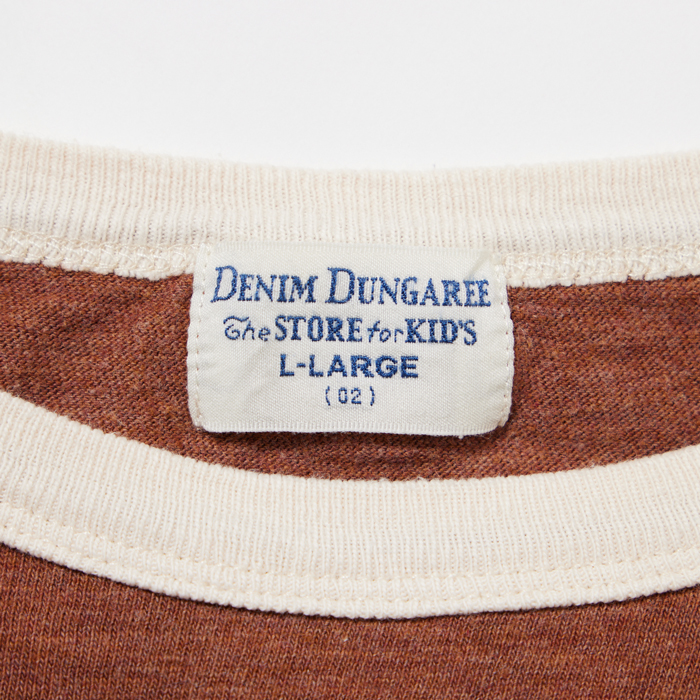 DENIM DUNGAREE
The STORE for KID'S
L-LARGE
(02)